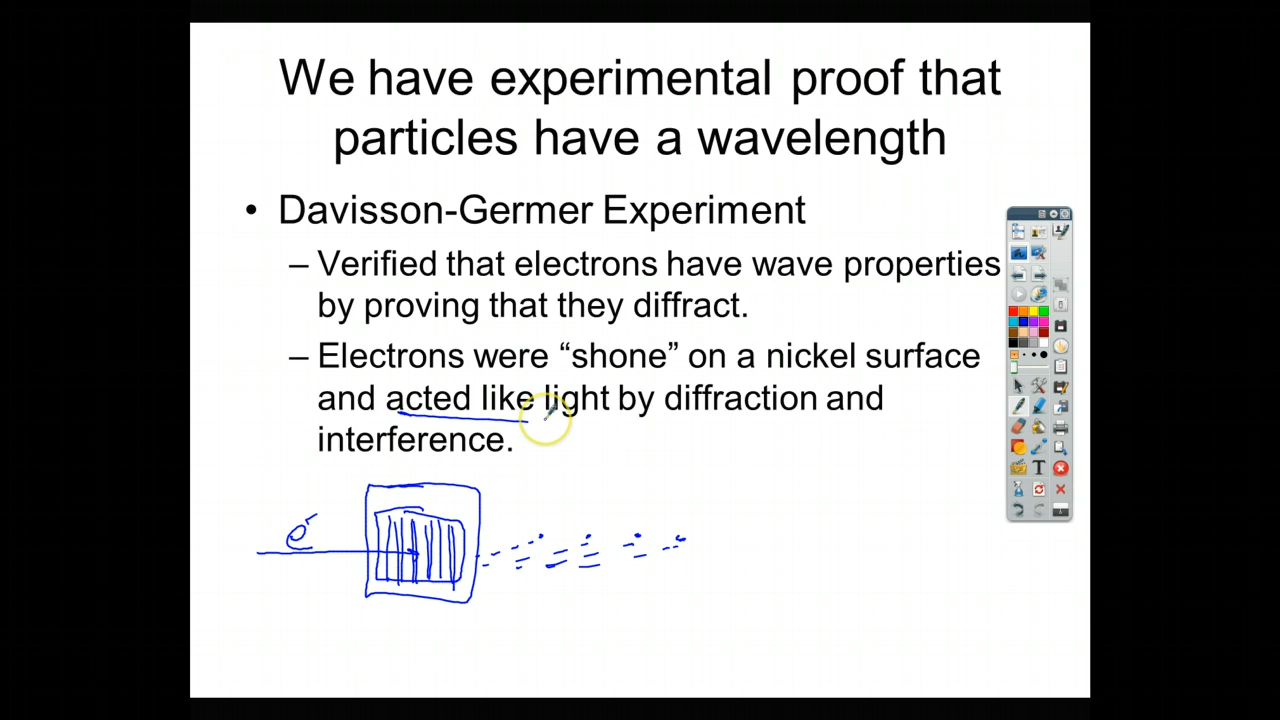 We have experimental proof that
particles have a wavelength
• Davisson-Germer Experiment
– Verified that electrons have wave properties
by proving that they diffract.
– Electrons were “shone” on a nickel surface
and acted like light by diffraction and
interference.
e⁻
T